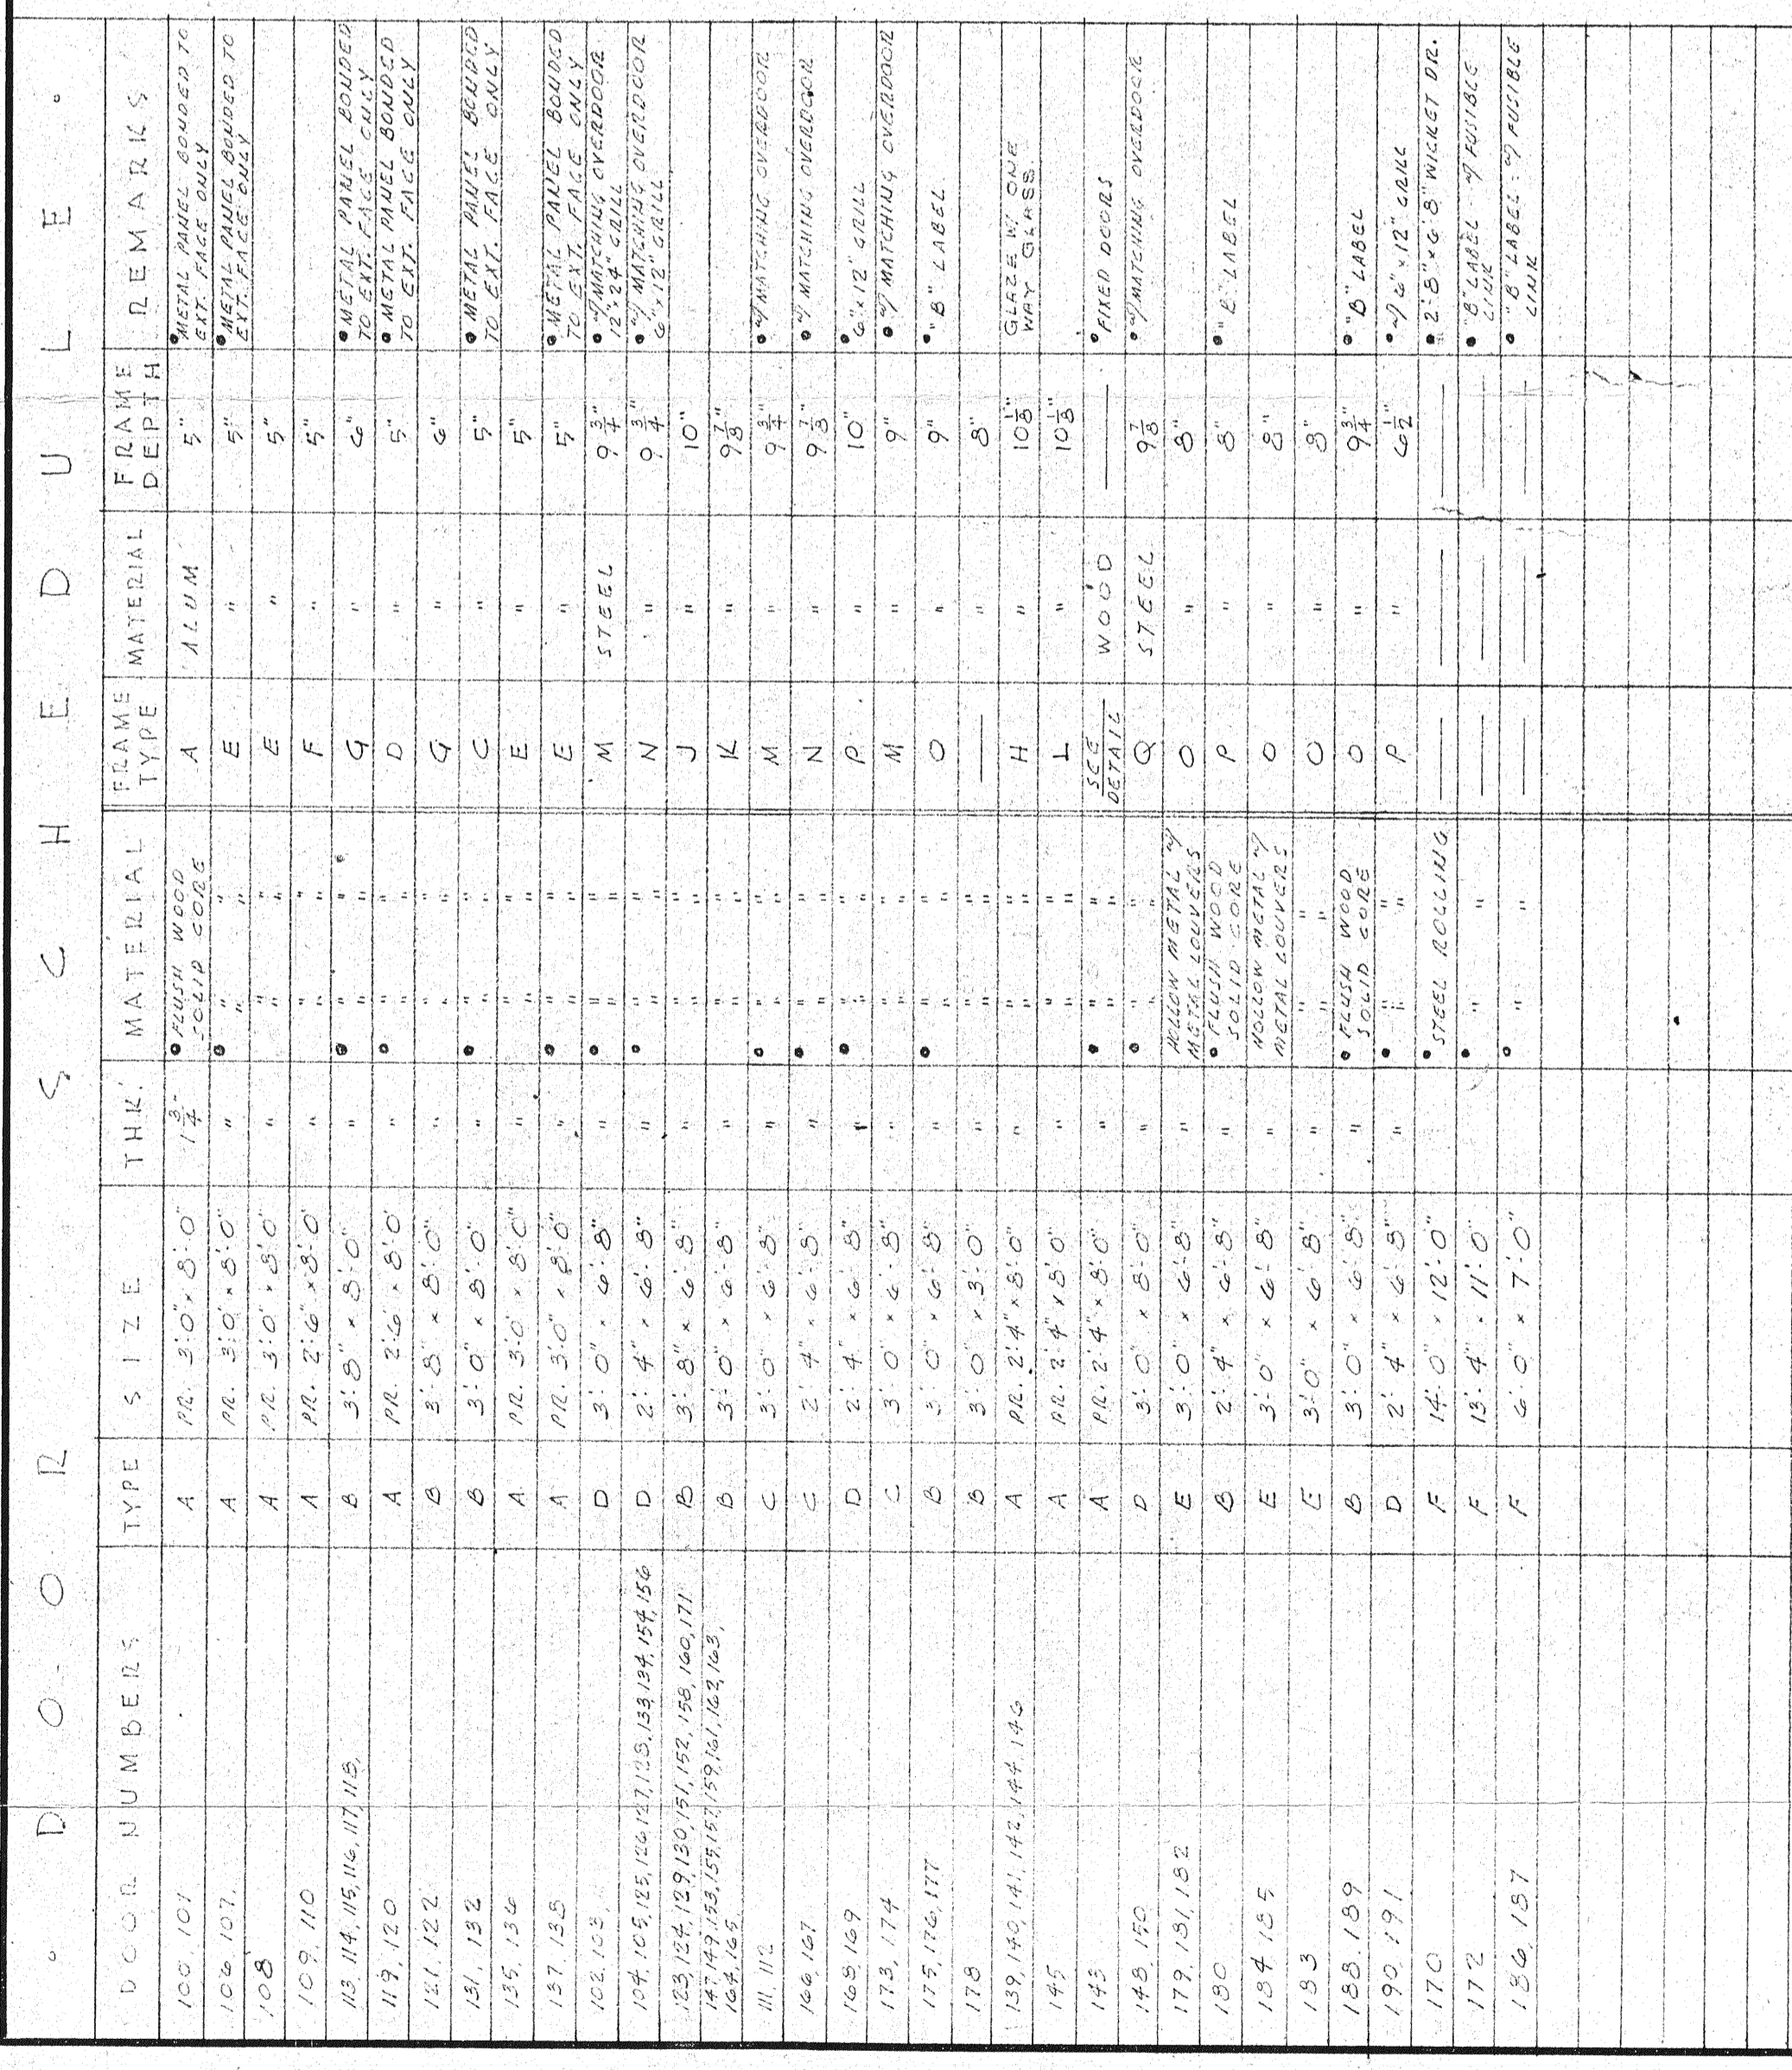 DOOR SCHEDULE
DOOR NUMBERS TYPE SIZE THK. MATERIAL FRAME TYPE MATERIAL FRAME DEPTH REMARKS
100, 101 A PR. 3'-0" × 8'-0" 1 3/4" • FLUSH WOOD SOLID CORE A ALUM 5" • METAL PANEL BONDED TO EXT. FACE ONLY
106, 107, A PR. 3'-0" × 8'-0" " • " " " " E " 5" • METAL PANEL BONDED TO EXT. FACE ONLY
108 A PR. 3'-0" × 8'-0" " " " " " E " 5"
109, 110 A PR. 2'-6" × 8'-0" " " " " " F " 5"
113, 114, 115, 116, 117, 118, B 3'-8" × 8'-0" " • " " " " G " 6" • METAL PANEL BONDED TO EXT. FACE ONLY
119, 120 A PR. 2'-6" × 8'-0" " • " " " " D " 5" • METAL PANEL BONDED TO EXT. FACE ONLY
121, 122 B 3'-8" × 8'-0" " " " " " G " 6"
131, 132 B 3'-0" × 8'-0" " • " " " " C " 5" • METAL PANEL BONDED TO EXT. FACE ONLY
135, 136 A PR. 3'-0" × 8'-0" " " " " " E " 5"
137, 138 A PR. 3'-0" × 8'-0" " • " " " " E " 5" • METAL PANEL BONDED TO EXT. FACE ONLY
102, 103, D 3'-0" × 6'-8" " • " " " " M STEEL 9 3/4" • W/ MATCHING OVERDOOR 12"×24" GRILL
104, 105, 125, 126, 127, 128, 133, 134, 154, 156 D 2'-4" × 6'-8" " • " " " " N " 9 3/4" • W/ MATCHING OVERDOOR 6"×12" GRILL
123, 124, 129, 130, 151, 152, 158, 160, 171 B 3'-8" × 6'-8" " " " " " J " 10"
147, 149, 153, 155, 157, 159, 161, 162, 163, 164, 165 B 3'-0" × 6'-8" " " " " " K " 9 7/8"
111, 112 C 3'-0" × 6'-8" " • " " " " M " 9 3/4" • W/ MATCHING OVERDOOR
166, 167 C 2'-4" × 6'-8" " • " " " " N " 9 7/8" • W/ MATCHING OVERDOOR
168, 169 D 2'-4" × 6'-8" " • " " " " P " 10" • 6"×12" GRILL
173, 174 C 3'-0" × 6'-8" " " " " " M " 9" • W/ MATCHING OVERDOOR
175, 176, 177 B 3'-0" × 6'-8" " • " " " " O " 9" • "B" LABEL
178 B 3'-0" × 3'-0" " " " " " — " 8"
139, 140, 141, 142, 144, 146 A PR. 2'-4" × 8'-0" " " " " " H " 10 1/8" GLAZE W/ ONE WAY GLASS
145 A PR. 2'-4" × 8'-0" " " " " " L " 10 1/8"
143 A PR. 2'-4" × 8'-0" " • " " " " SEE DETAIL WOOD — • FIXED DOORS
148, 150 D 3'-0" × 8'-0" " • " " " " Q STEEL 9 7/8 • W/ MATCHING OVERDOOR
179, 181, 182 E 3'-0" × 6'-8" " HOLLOW METAL W/ METAL LOUVERS O " 8"
180 B 2'-4" × 6'-8" " • FLUSH WOOD SOLID CORE P " 8" • "B" LABEL
184, 185 E 3'-0" × 6'-8" " HOLLOW METAL W/ METAL LOUVERS O " 8"
183 E 3'-0" × 6'-8" " " " " " O " 8"
188, 189 B 3'-0" × 6'-8" " • FLUSH WOOD SOLID CORE O " 9 3/4" • "B" LABEL
190, 191 D 2'-4" × 6'-8" " • " " " " P " 6 1/2" • W/ 6"×12" GRILL
170 F 14'-0" × 12'-0" • STEEL ROLLING — — — • 2'-8"×6'-8" WICKET DR.
172 F 13'-4" × 11'-0" • " " — — — • "B" LABEL W/ FUSIBLE LINK
186, 187 F 6'-0" × 7'-0" • " " — — — • "B" LABEL - W/ FUSIBLE LINK